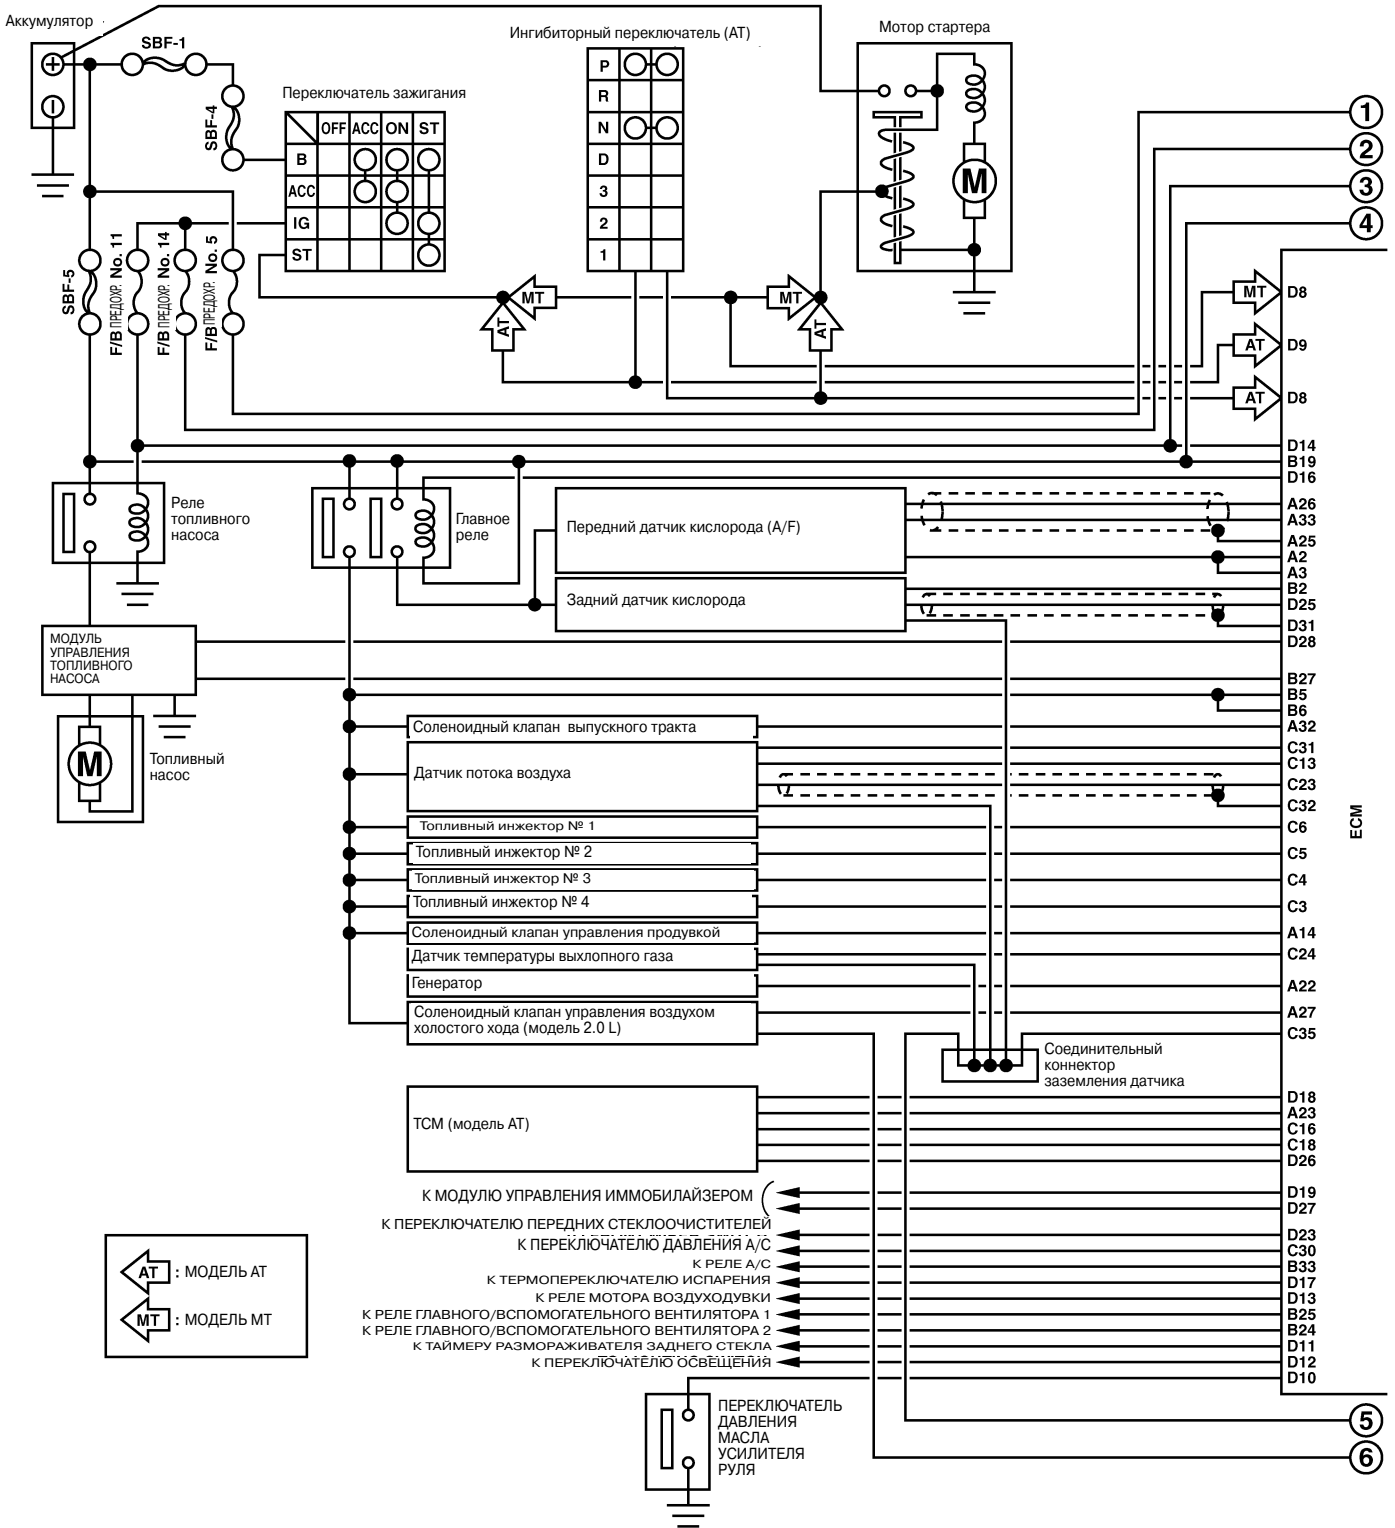 Аккумулятор
SBF-1
SBF-4
Переключатель зажигания
OFF ACC ON ST
B
ACC
IG
ST
Ингибиторный переключатель (AT)
P
R
N
D
3
2
1
Мотор стартера
M
1
2
3
4
SBF-5
F/B ПРЕДОХР. No. 11
F/B ПРЕДОХР. No. 14
F/B ПРЕДОХР. No. 5
MT
AT
MT
AT
MT D8
AT D9
AT D8
D14
B19
D16
A26
A33
A25
A2
A3
B2
D25
D31
D28
B27
B5
B6
A32
C31
C13
C23
C32
C6
C5
C4
C3
A14
C24
A22
A27
C35
D18
A23
C16
C18
D26
D19
D27
D23
C30
B33
D17
D13
B25
B24
D11
D12
D10
ECM
Реле
топливного
насоса
Главное
реле
Передний датчик кислорода (A/F)
Задний датчик кислорода
МОДУЛЬ
УПРАВЛЕНИЯ
ТОПЛИВНОГО
НАСОСА
M
Топливный
насос
Соленоидный клапан выпускного тракта
Датчик потока воздуха
Топливный инжектор № 1
Топливный инжектор № 2
Топливный инжектор № 3
Топливный инжектор № 4
Соленоидный клапан управления продувкой
Датчик температуры выхлопного газа
Генератор
Соленоидный клапан управления воздухом
холостого хода (модель 2.0 L)
Соединительный
коннектор
заземления датчика
TCM (модель AT)
К МОДУЛЮ УПРАВЛЕНИЯ ИММОБИЛАЙЗЕРОМ
К ПЕРЕКЛЮЧАТЕЛЮ ПЕРЕДНИХ СТЕКЛООЧИСТИТЕЛЕЙ
К ПЕРЕКЛЮЧАТЕЛЮ ДАВЛЕНИЯ A/C
К РЕЛЕ A/C
К ТЕРМОПЕРЕКЛЮЧАТЕЛЮ ИСПАРЕНИЯ
К РЕЛЕ МОТОРА ВОЗДУХОДУВКИ
К РЕЛЕ ГЛАВНОГО/ВСПОМОГАТЕЛЬНОГО ВЕНТИЛЯТОРА 1
К РЕЛЕ ГЛАВНОГО/ВСПОМОГАТЕЛЬНОГО ВЕНТИЛЯТОРА 2
К ТАЙМЕРУ РАЗМОРАЖИВАТЕЛЯ ЗАДНЕГО СТЕКЛА
К ПЕРЕКЛЮЧАТЕЛЮ ОСВЕЩЕНИЯ
AT : МОДЕЛЬ AT
MT : МОДЕЛЬ MT
ПЕРЕКЛЮЧАТЕЛЬ
ДАВЛЕНИЯ
МАСЛА
УСИЛИТЕЛЯ
РУЛЯ
5
6